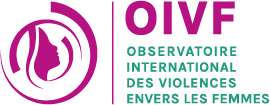 OIVF
OBSERVATOIRE
INTERNATIONAL
DES VIOLENCES
ENVERS LES FEMMES